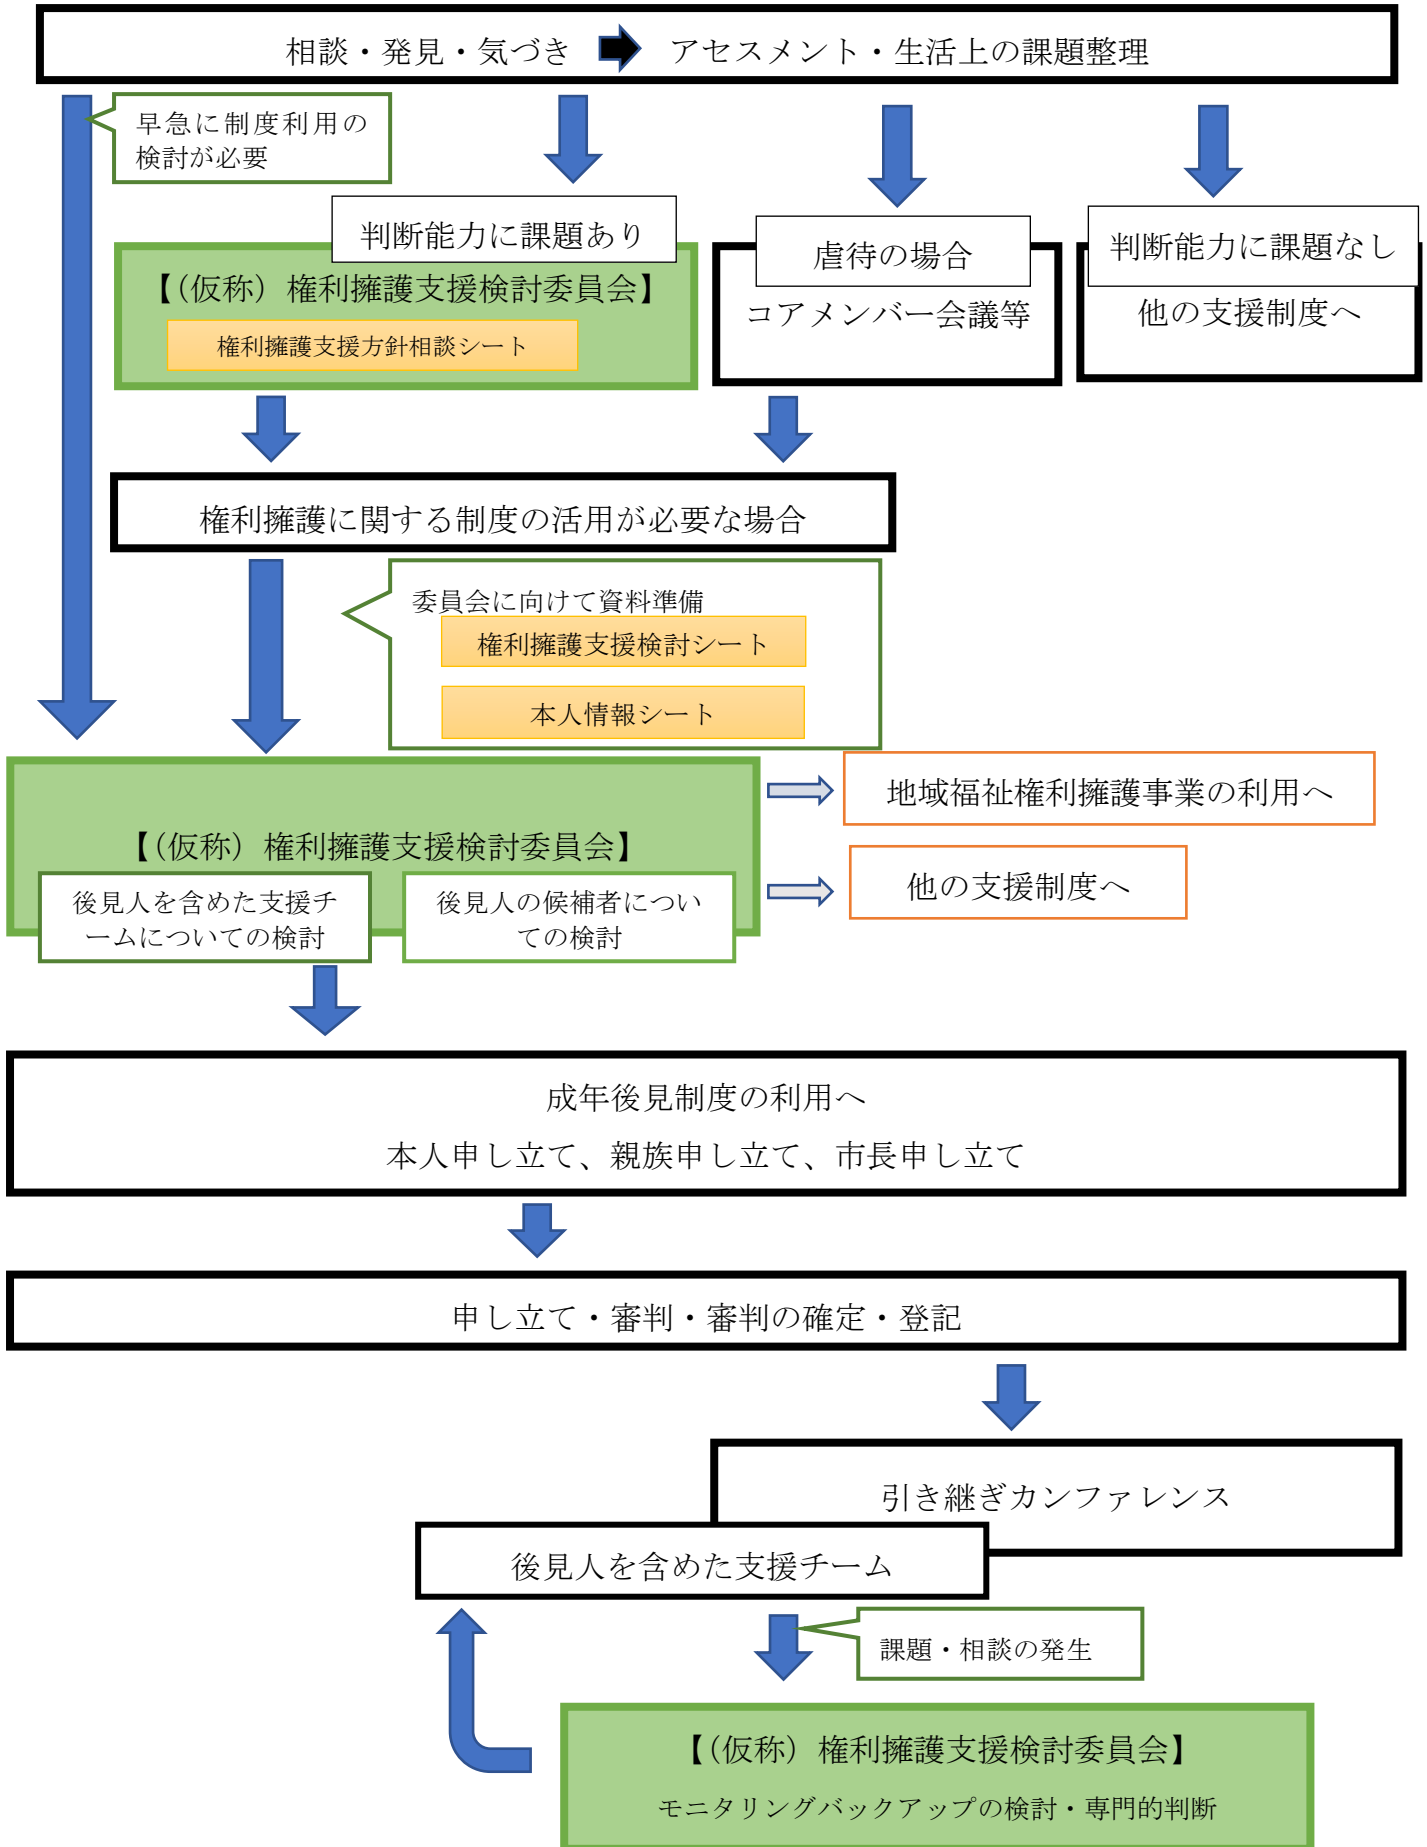 相談・発見・気づき アセスメント・生活上の課題整理
早急に制度利用の
検討が必要
判断能力に課題あり
【（仮称）権利擁護支援検討委員会】
権利擁護支援方針相談シート
虐待の場合
コアメンバー会議等
判断能力に課題なし
他の支援制度へ
権利擁護に関する制度の活用が必要な場合
委員会に向けて資料準備
権利擁護支援検討シート
本人情報シート
【（仮称）権利擁護支援検討委員会】
後見人を含めた支援チ
ームについての検討
後見人の候補者につい
ての検討
地域福祉権利擁護事業の利用へ
他の支援制度へ
成年後見制度の利用へ
本人申し立て、親族申し立て、市長申し立て
申し立て・審判・審判の確定・登記
引き継ぎカンファレンス
後見人を含めた支援チーム
課題・相談の発生
【（仮称）権利擁護支援検討委員会】
モニタリングバックアップの検討・専門的判断